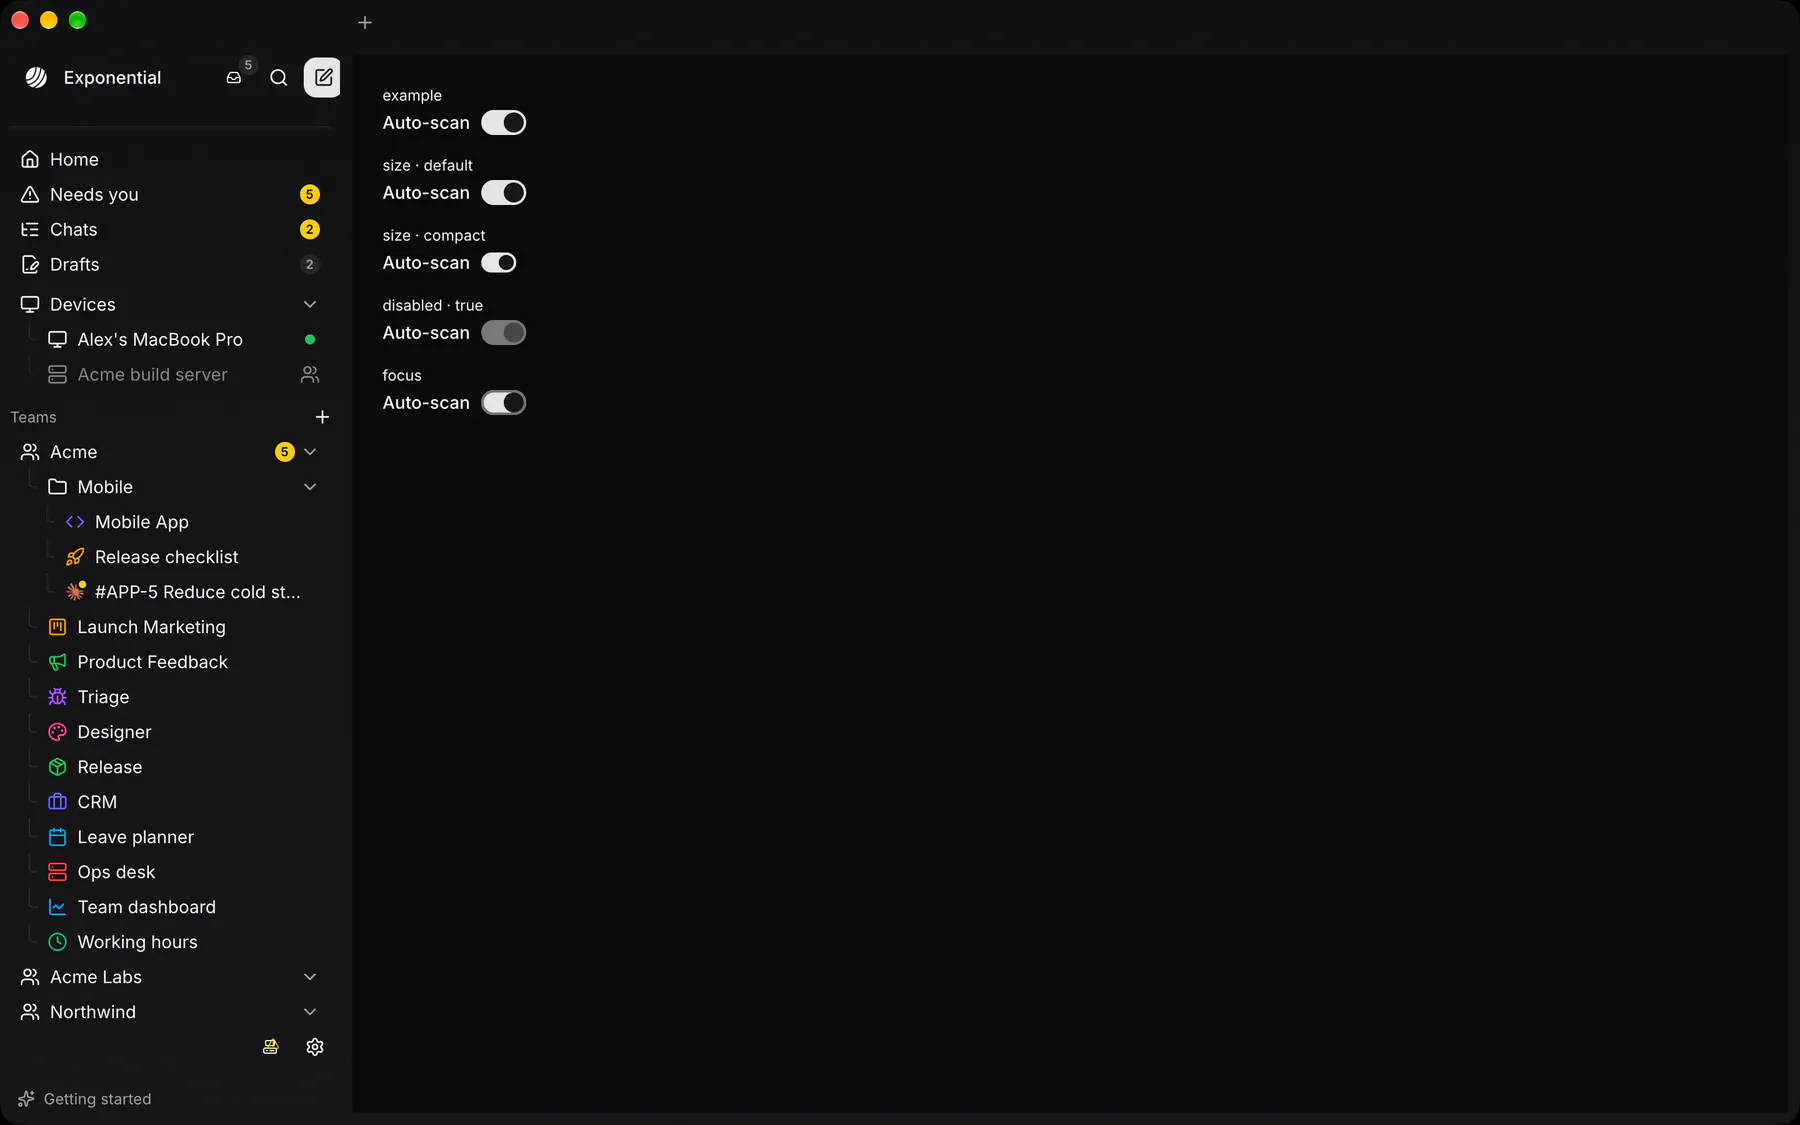 Exponential
5
Home
Needs you
5
Chats
2
Drafts
2
Devices
Alex's MacBook Pro
Acme build server
Teams
Acme
5
Mobile
Mobile App
Release checklist
#APP-5 Reduce cold st...
Launch Marketing
Product Feedback
Triage
Designer
Release
CRM
Leave planner
Ops desk
Team dashboard
Working hours
Acme Labs
Northwind
Getting started
example
Auto-scan
size · default
Auto-scan
size · compact
Auto-scan
disabled · true
Auto-scan
focus
Auto-scan